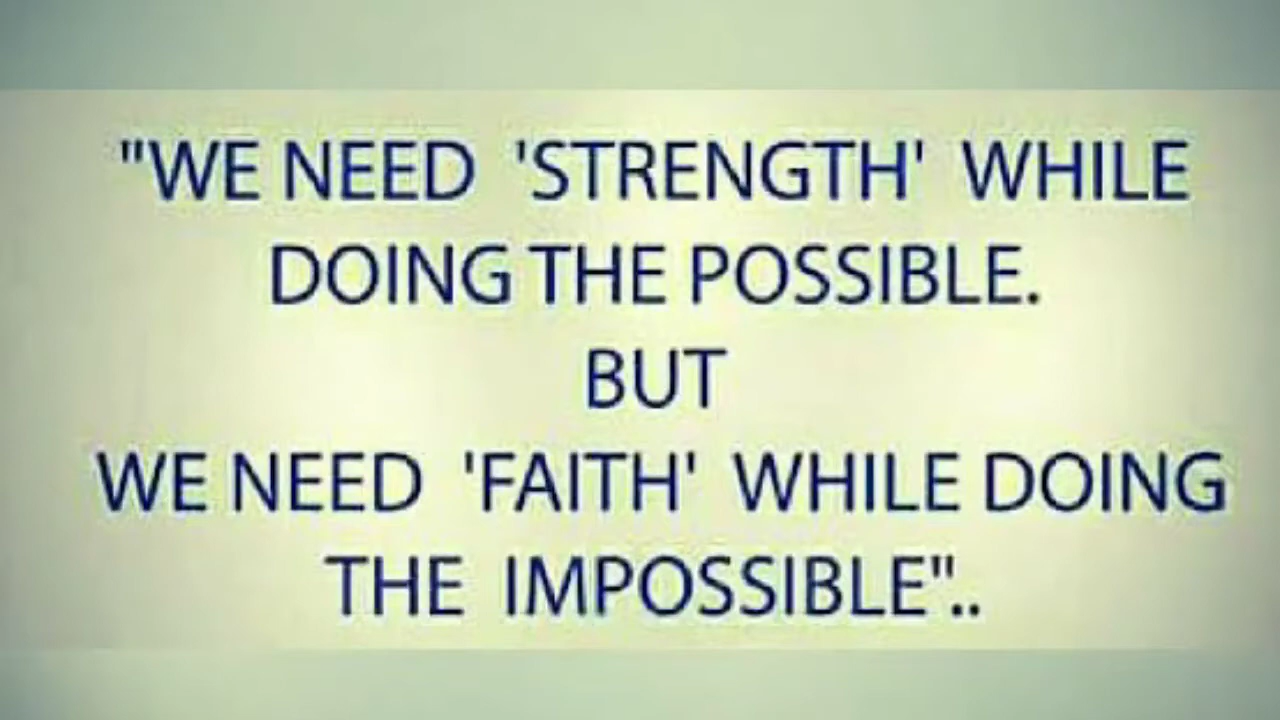 "WE NEED 'STRENGTH' WHILE
DOING THE POSSIBLE.
BUT
WE NEED 'FAITH' WHILE DOING
THE IMPOSSIBLE"..